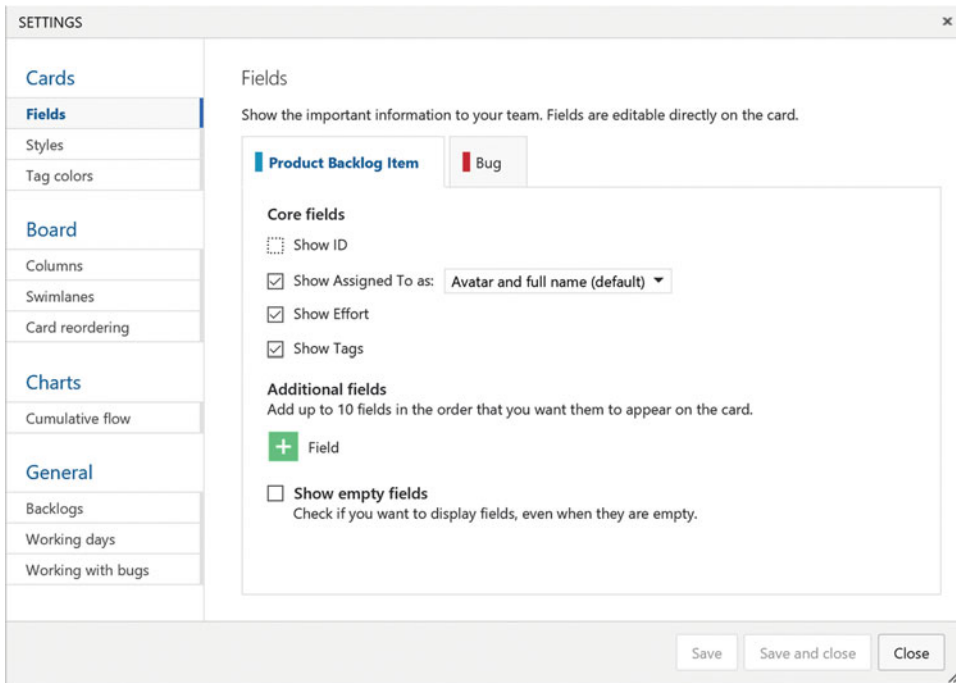 SETTINGS
Cards
Fields
Styles
Tag colors
Board
Columns
Swimlanes
Card reordering
Charts
Cumulative flow
General
Backlogs
Working days
Working with bugs
Fields
Show the important information to your team. Fields are editable directly on the card.
Product Backlog Item
Bug
Core fields
Show ID
Show Assigned To as: Avatar and full name (default)
Show Effort
Show Tags
Additional fields
Add up to 10 fields in the order that you want them to appear on the card.
Field
Show empty fields
Check if you want to display fields, even when they are empty.
Save
Save and close
Close